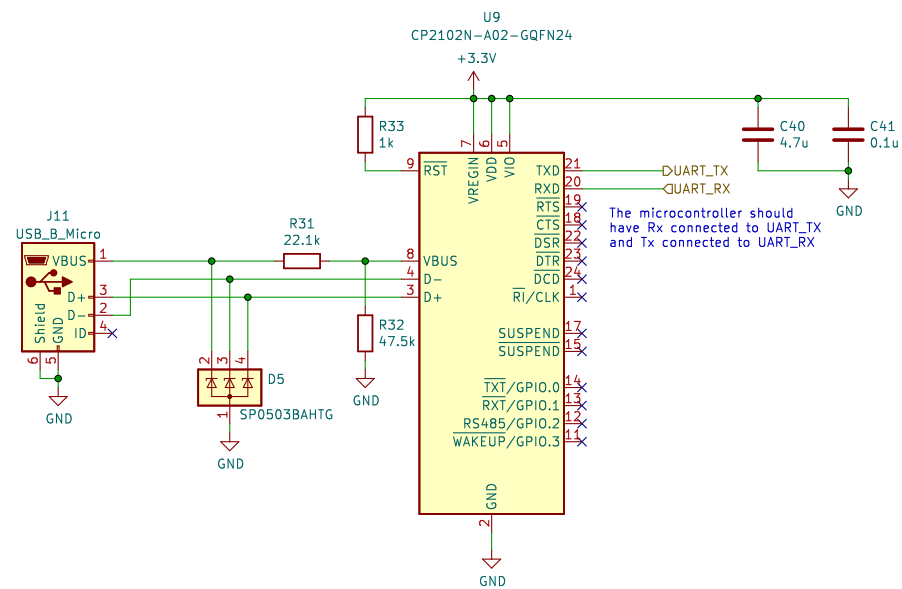 U9
CP2102N-A02-GQFN24
+3.3V
R33
1k
C40
4.7u
C41
0.1u
7
6
5
9
RST
VREGIN
VDD
VIO
TXD
21
UART_TX
RXD
20
UART_RX
RTS
19
CTS
18
DSR
22
DTR
23
DCD
24
RI/CLK
1
GND
The microcontroller should
have Rx connected to UART_TX
and Tx connected to UART_RX
J11
USB_B_Micro
R31
22.1k
VBUS
1
8
VBUS
4
D-
D+
3
3
D+
D-
2
ID
4
Shield
GND
6
5
GND
R32
47.5k
GND
2
3
4
D5
1
SP0503BAHTG
GND
SUSPEND
17
SUSPEND
15
TXT/GPIO.0
14
RXT/GPIO.1
13
RS485/GPIO.2
12
WAKEUP/GPIO.3
11
GND
2
GND